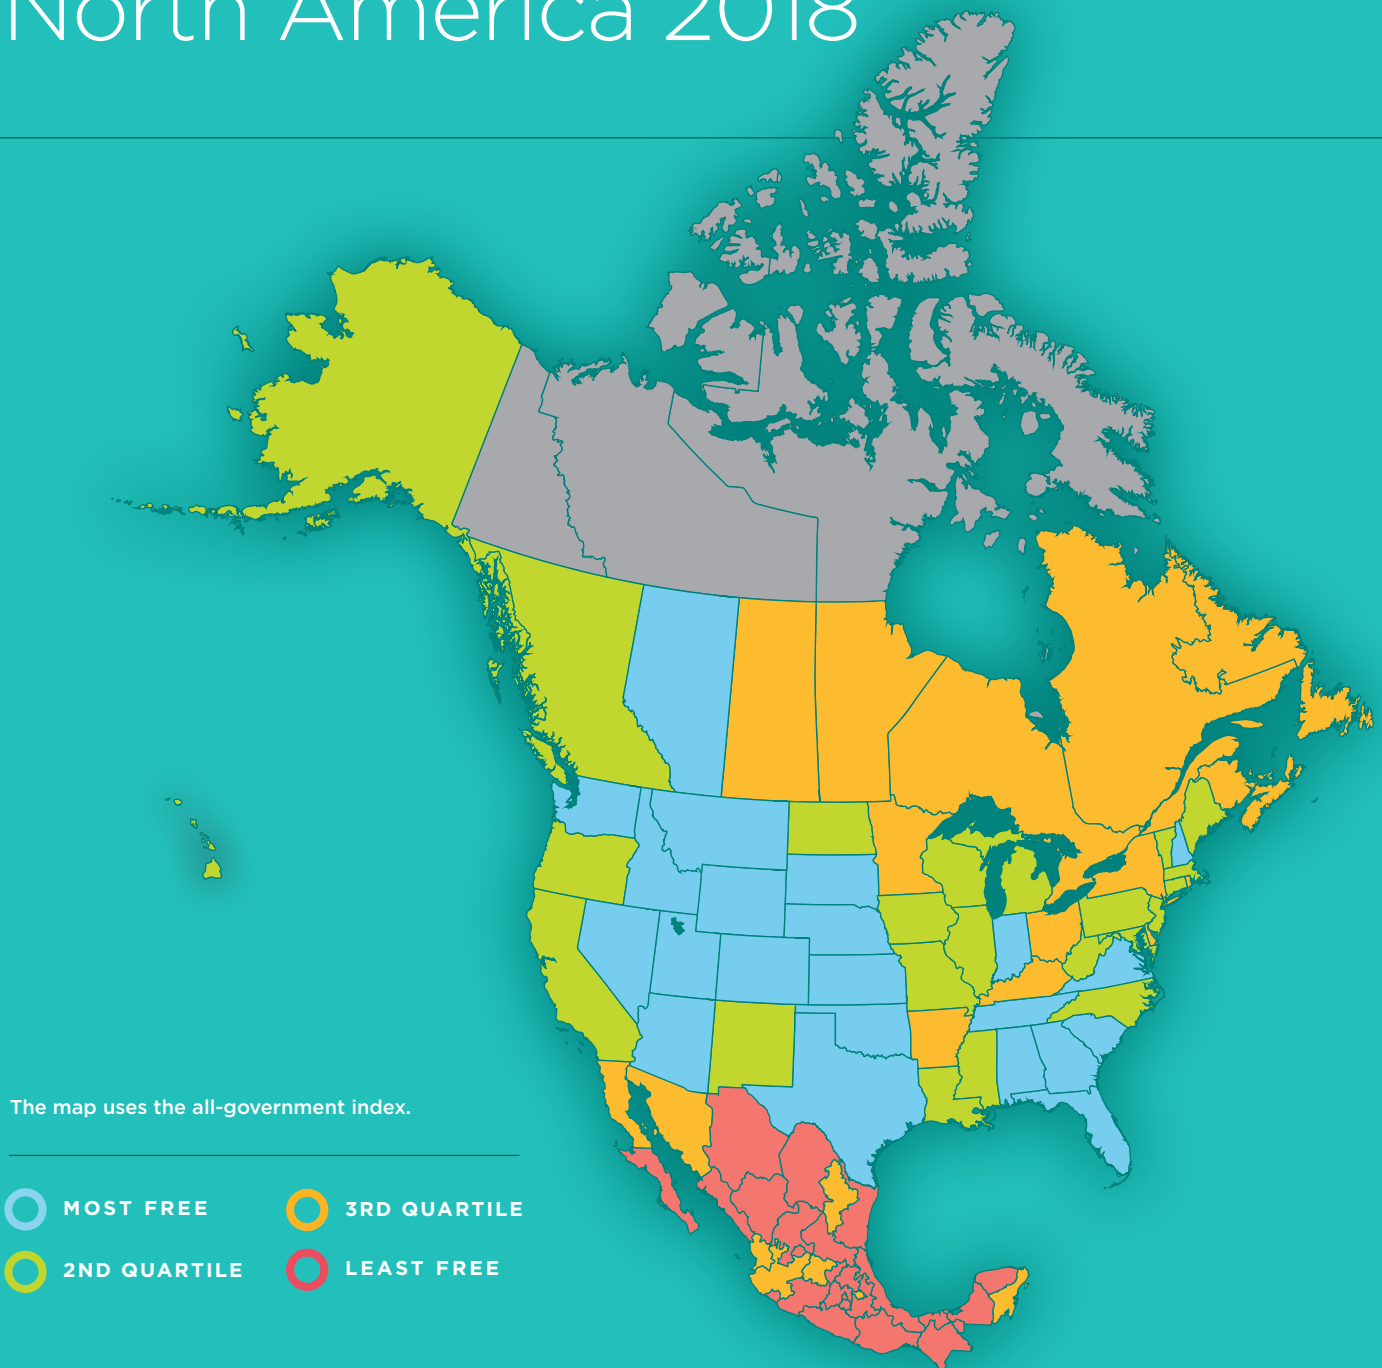 North America 2018
The map uses the all-government index.
MOST FREE
3RD QUARTILE
2ND QUARTILE
LEAST FREE